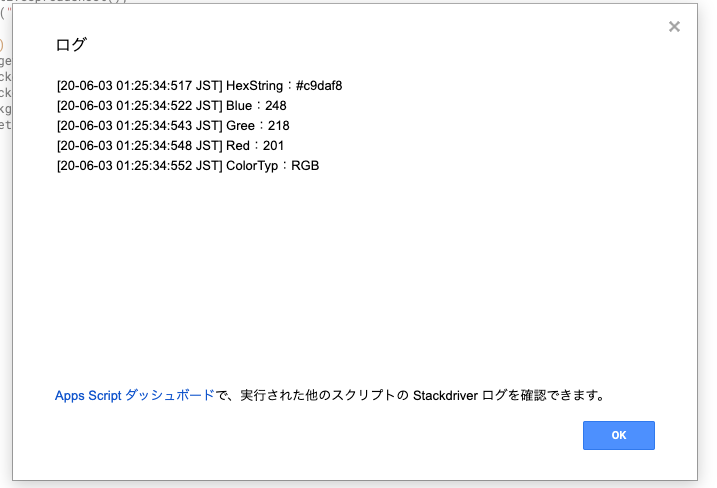 ログ
[20-06-03 01:25:34:517 JST] HexString：#c9daf8
[20-06-03 01:25:34:522 JST] Blue：248
[20-06-03 01:25:34:543 JST] Gree：218
[20-06-03 01:25:34:548 JST] Red：201
[20-06-03 01:25:34:552 JST] ColorTyp：RGB
Apps Script ダッシュボードで、実行された他のスクリプトの Stackdriver ログを確認できます。
OK